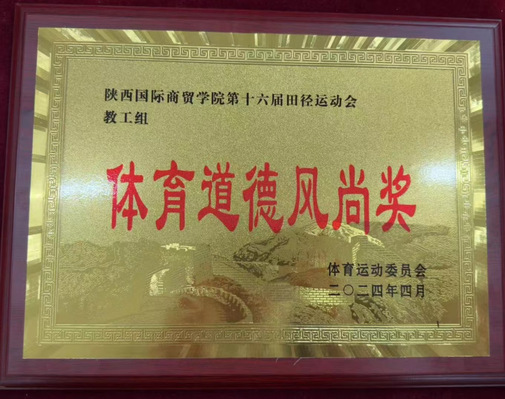 陕西国际商贸学院第十六届田径运动会
教工组
体育道德风尚奖
体育运动委员会
二〇二四年四月